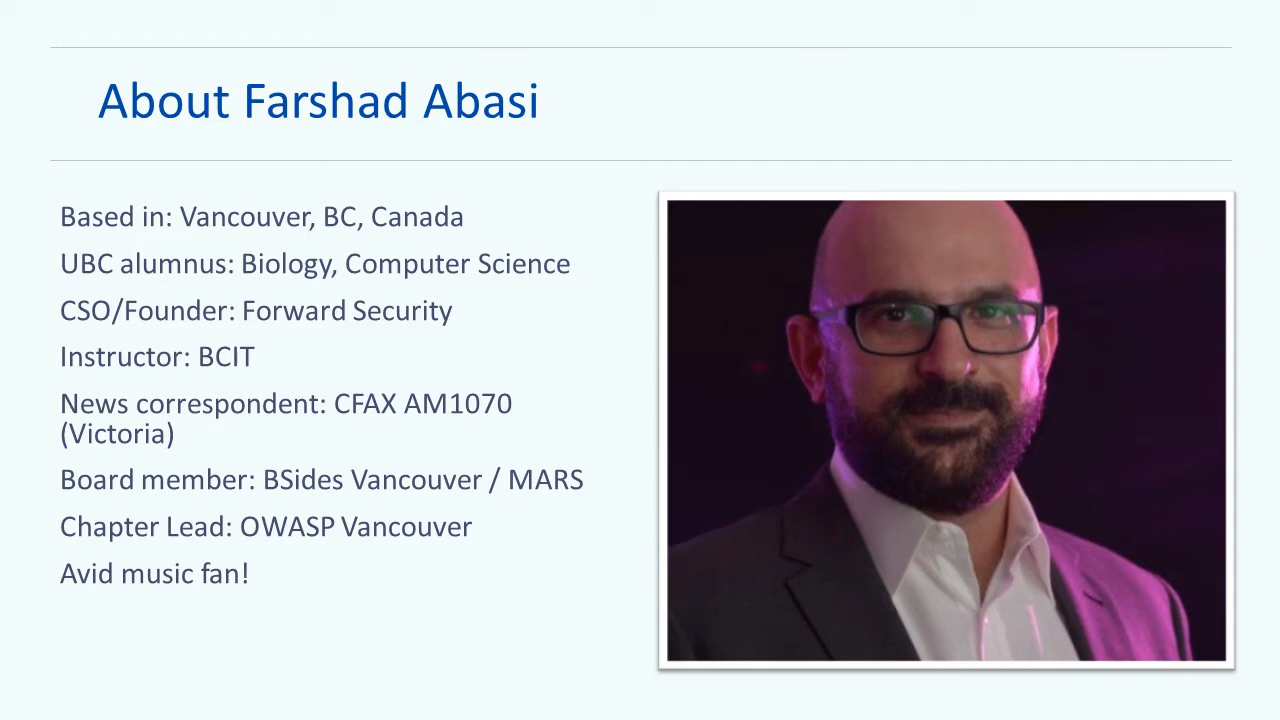 About Farshad Abasi
Based in: Vancouver, BC, Canada
UBC alumnus: Biology, Computer Science
CSO/Founder: Forward Security
Instructor: BCIT
News correspondent: CFAX AM1070
(Victoria)
Board member: BSides Vancouver / MARS
Chapter Lead: OWASP Vancouver
Avid music fan!